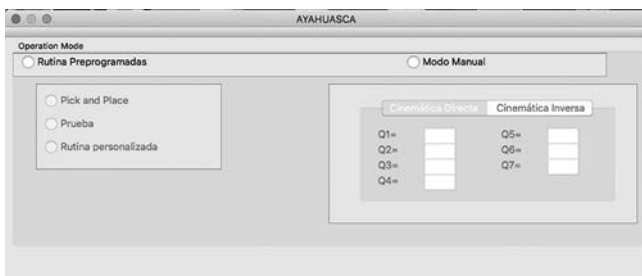 AYAHUASCA
Operation Mode
Rutina Preprogramadas
Modo Manual
Pick and Place
Prueba
Rutina personalizada
Cinemática Directa
Cinemática Inversa
Q1=
Q5=
Q2=
Q6=
Q3=
Q7=
Q4=